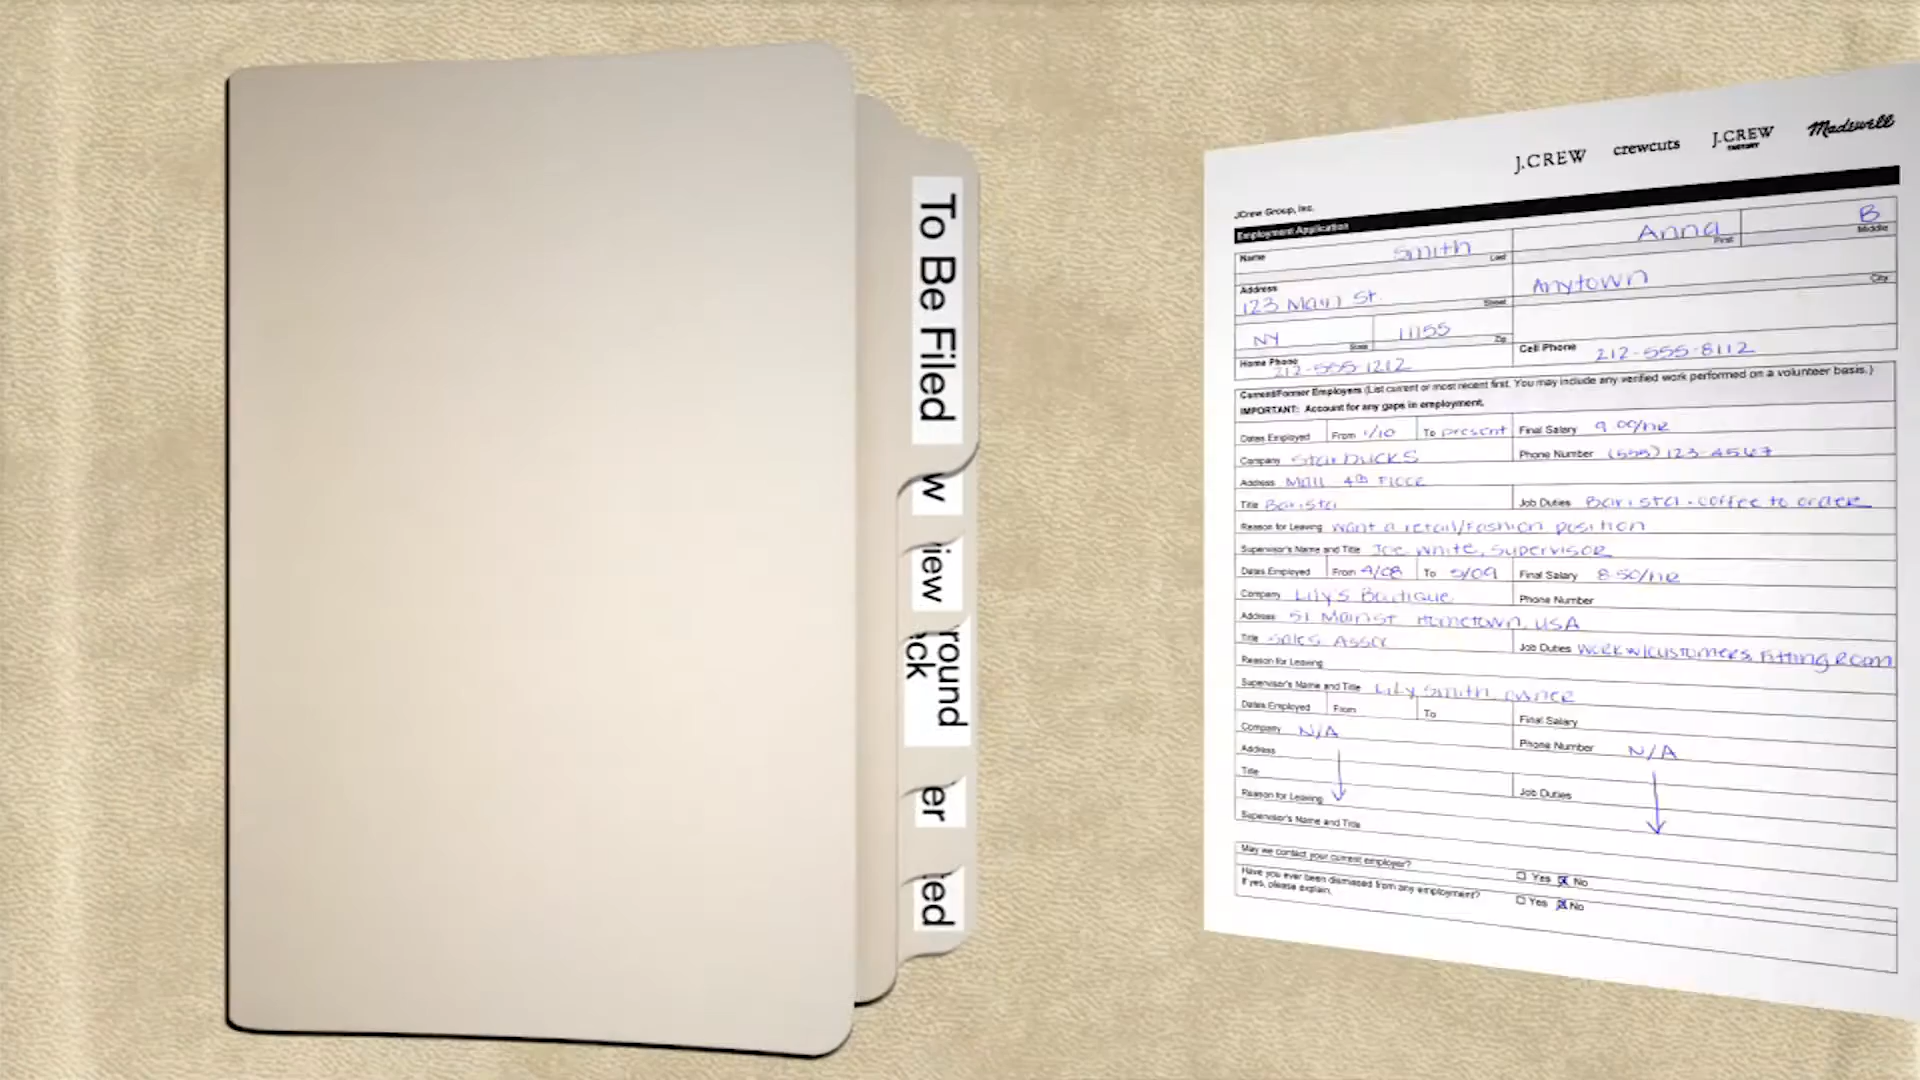 To Be Filed
w
iew
round
ck
er
ted
J.CREW crewcuts J.CREW FACTORY Madewell
JCrew Group, Inc.
Employment Application
Name Smith Last Anna First B Middle
Address
123 Main St. Street Anytown City
NY State 11155 Zip
Home Phone 212-555-1212 Cell Phone 212-555-8112
Current/Former Employers (List current or most recent first. You may include any verified work performed on a volunteer basis.)
IMPORTANT: Account for any gaps in employment.
Dates Employed From 1/10 To present Final Salary 9.00/hr
Company Starbucks Phone Number (555) 123-4567
Address Mall 4th Floor
Title Barista Job Duties Barista - coffee to order
Reason for Leaving want a retail/fashion position
Supervisor's Name and Title Joe White, Supervisor
Dates Employed From 4/08 To 5/09 Final Salary 8.50/hr
Company Lily's Boutique Phone Number
Address 51 Main St Hometown, USA
Title Sales Assoc Job Duties work w/customers, fitting room
Reason for Leaving
Supervisor's Name and Title Lily Smith, owner
Dates Employed From To Final Salary
Company N/A Phone Number N/A
Address
Title Job Duties
Reason for Leaving
Supervisor's Name and Title
May we contact your current employer? Yes No
Have you ever been dismissed from any employment? Yes No
If yes, please explain.